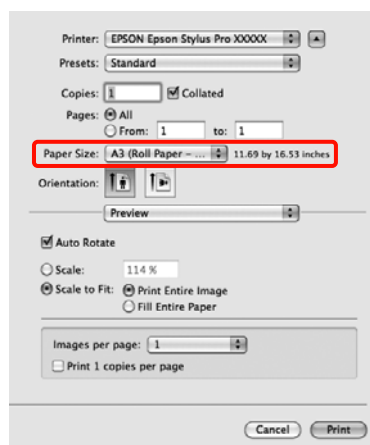 Printer: EPSON Epson Stylus Pro XXXXX
Presets: Standard
Copies: 1 Collated
Pages: All
From: 1 to: 1
Paper Size: A3 (Roll Paper – ... 11.69 by 16.53 inches
Orientation:
Preview
Auto Rotate
Scale: 114 %
Scale to Fit: Print Entire Image
Fill Entire Paper
Images per page: 1
Print 1 copies per page
Cancel Print